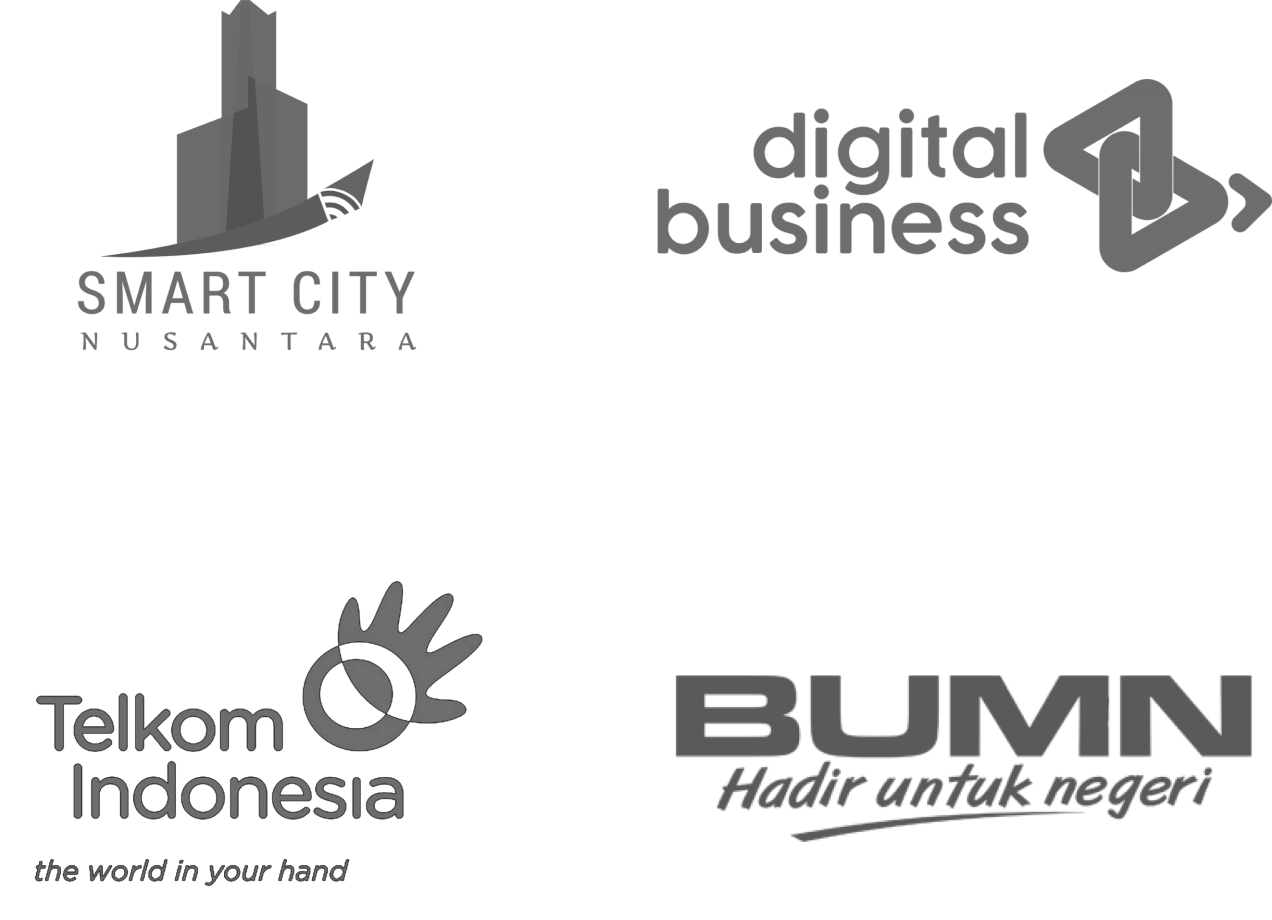 SMART CITY
NUSANTARA
digital
business
Telkom
Indonesia
the world in your hand
BUMN
Hadir untuk negeri